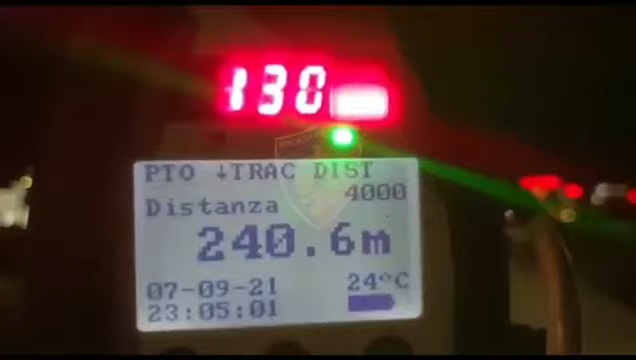 130
PTO ↓TRAC DIST
4000
Distanza
240.6m
07-09-21 24°C
23:05:01